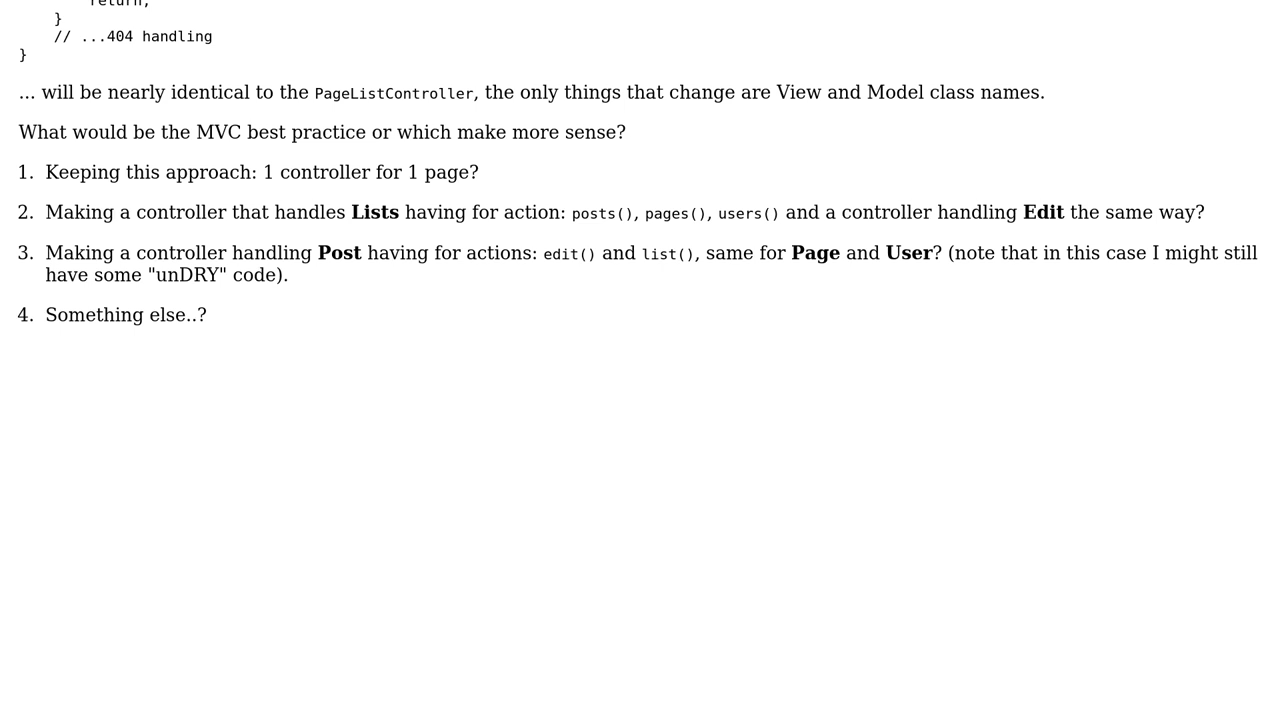 return;
}
// ...404 handling
}
... will be nearly identical to the PageListController, the only things that change are View and Model class names.
What would be the MVC best practice or which make more sense?
1. Keeping this approach: 1 controller for 1 page?
2. Making a controller that handles Lists having for action: posts(), pages(), users() and a controller handling Edit the same way?
3. Making a controller handling Post having for actions: edit() and list(), same for Page and User? (note that in this case I might still
have some "unDRY" code).
4. Something else..?